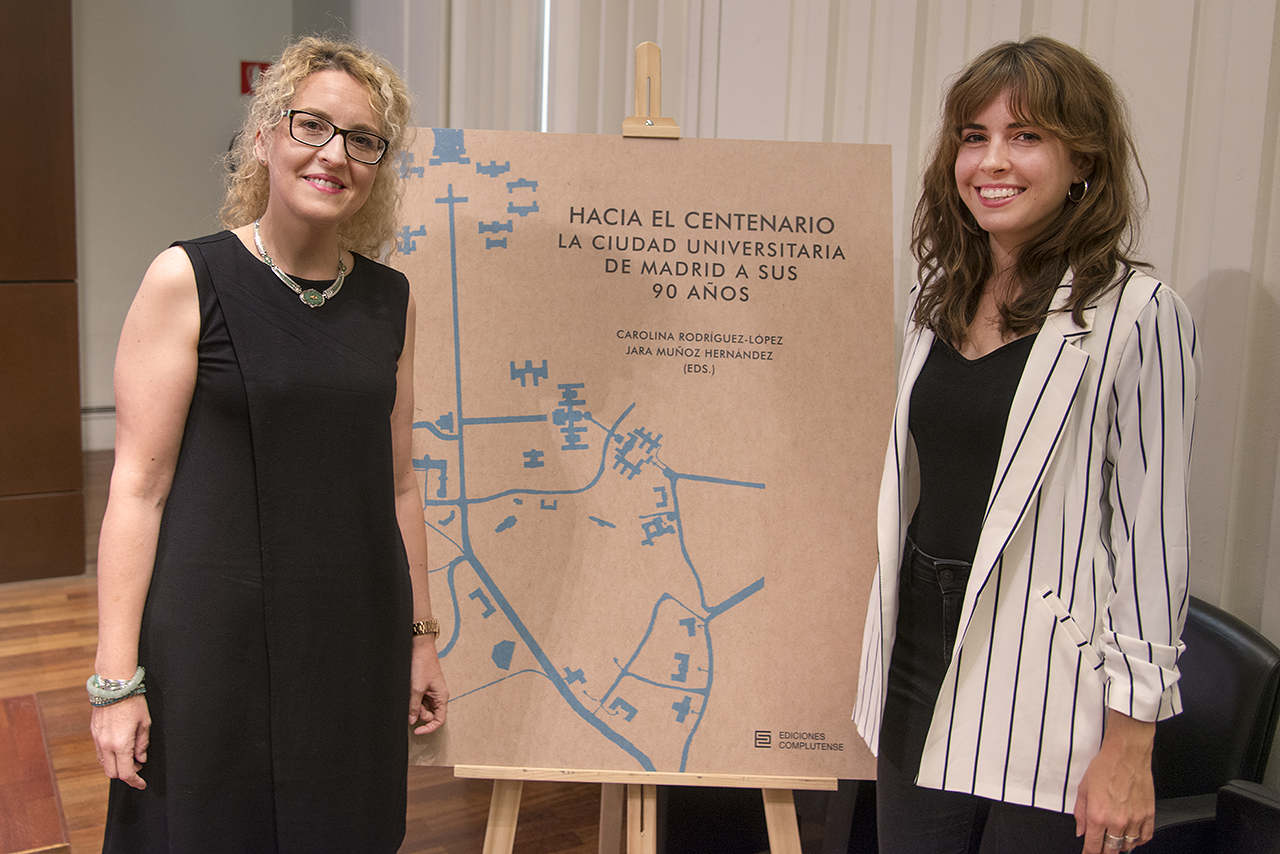 HACIA EL CENTENARIO
LA CIUDAD UNIVERSITARIA
DE MADRID A SUS
90 AÑOS
CAROLINA RODRÍGUEZ-LÓPEZ
JARA MUÑOZ HERNÁNDEZ
(EDS.)
EDICIONES
COMPLUTENSE